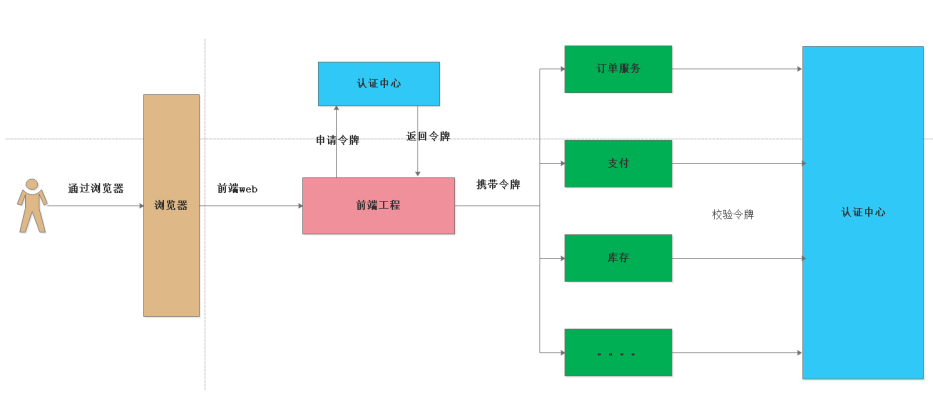 认证中心
订单服务
申请令牌
返回令牌
通过浏览器
浏览器
前端web
前端工程
携带令牌
支付
校验令牌
认证中心
库存
. . . .